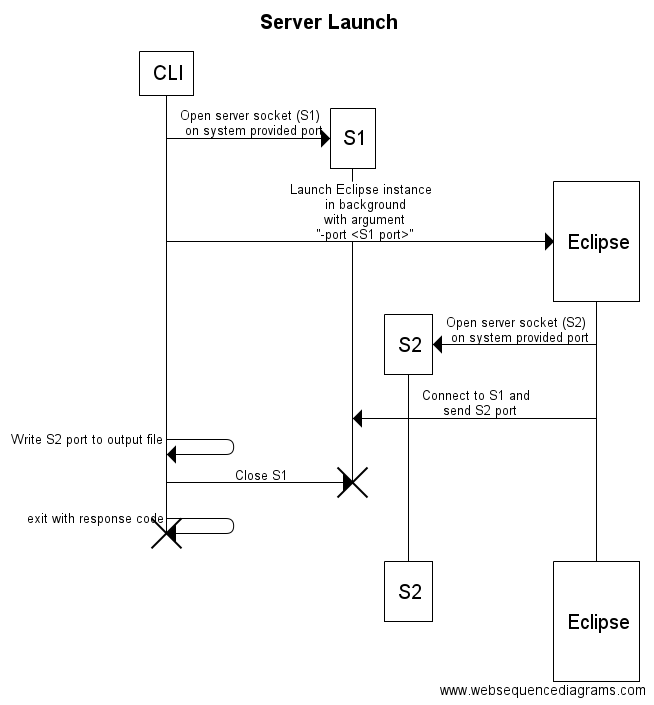 Server Launch
CLI
Open server socket (S1)
on system provided port
S1
Launch Eclipse instance
in background
with argument
"-port <S1 port>"
Eclipse
Open server socket (S2)
on system provided port
S2
Connect to S1 and
send S2 port
Write S2 port to output file
Close S1
exit with response code
S2
Eclipse
www.websequencediagrams.com